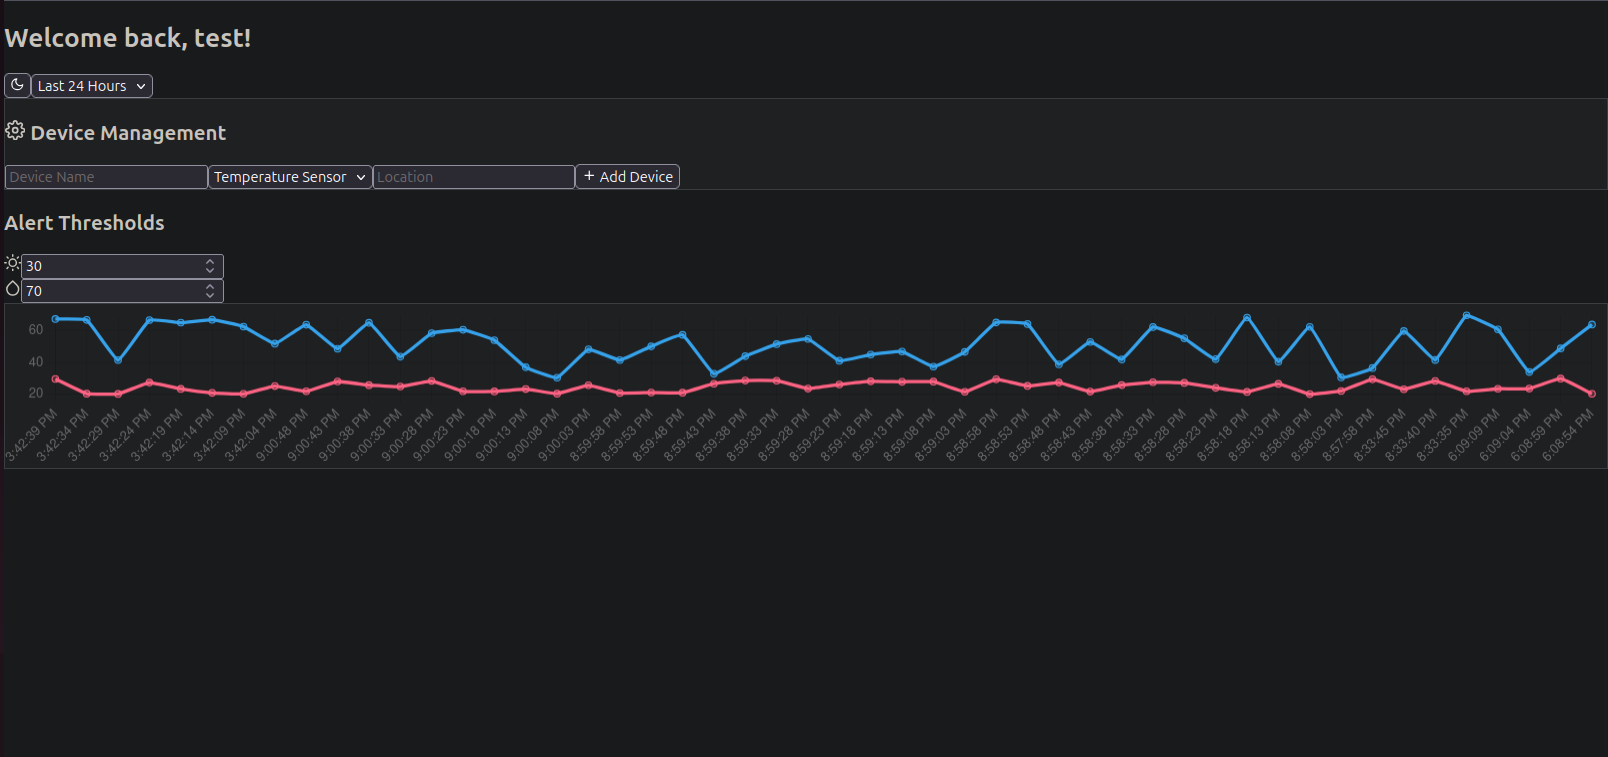 Welcome back, test!
Last 24 Hours
Device Management
Device Name Temperature Sensor Location + Add Device
Alert Thresholds
30
70
60
40
20
3:42:39 PM
3:42:34 PM
3:42:29 PM
3:42:24 PM
3:42:19 PM
3:42:14 PM
3:42:09 PM
3:42:04 PM
9:00:48 PM
9:00:43 PM
9:00:38 PM
9:00:33 PM
9:00:28 PM
9:00:23 PM
9:00:18 PM
9:00:13 PM
9:00:08 PM
9:00:03 PM
8:59:58 PM
8:59:53 PM
8:59:48 PM
8:59:43 PM
8:59:38 PM
8:59:33 PM
8:59:28 PM
8:59:23 PM
8:59:18 PM
8:59:13 PM
8:59:08 PM
8:59:03 PM
8:58:58 PM
8:58:53 PM
8:58:48 PM
8:58:43 PM
8:58:38 PM
8:58:33 PM
8:58:28 PM
8:58:23 PM
8:58:18 PM
8:58:13 PM
8:58:08 PM
8:58:03 PM
8:57:58 PM
8:33:45 PM
8:33:40 PM
8:33:35 PM
6:09:09 PM
6:09:04 PM
6:08:59 PM
6:08:54 PM